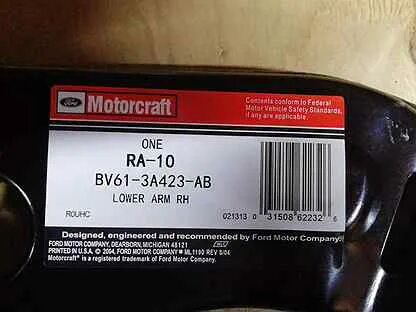 Ford Motorcraft
Contents conform to Federal
Motor Vehicle Safety Standards,
if any are applicable.
ONE
RA-10
BV61-3A423-AB
LOWER ARM RH
R0UHC
021313 0 31508 62232 6
Designed, engineered and recommended by Ford Motor Company
FORD MOTOR COMPANY, DEARBORN, MICHIGAN 48121
PRINTED IN U.S.A. © 2004, FORD MOTOR COMPANY ML1190 REV 5/04
Motorcraft® is a registered trademark of Ford Motor Company.